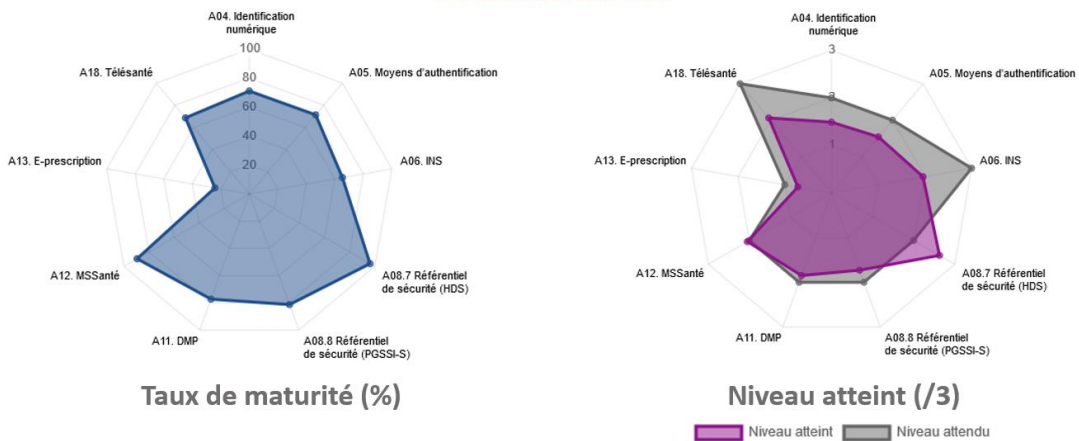 A04. Identification
numérique
100
80
60
40
20
A05. Moyens d'authentification
A06. INS
A08.7 Référentiel
de sécurité (HDS)
A08.8 Référentiel
de sécurité (PGSSI-S)
A11. DMP
A12. MSSanté
A13. E-prescription
A18. Télésanté
Taux de maturité (%)
A04. Identification
numérique
3
2
1
A05. Moyens d'authentification
A06. INS
A08.7 Référentiel
de sécurité (HDS)
A08.8 Référentiel
de sécurité (PGSSI-S)
A11. DMP
A12. MSSanté
A13. E-prescription
A18. Télésanté
Niveau atteint (/3)
Niveau atteint
Niveau attendu